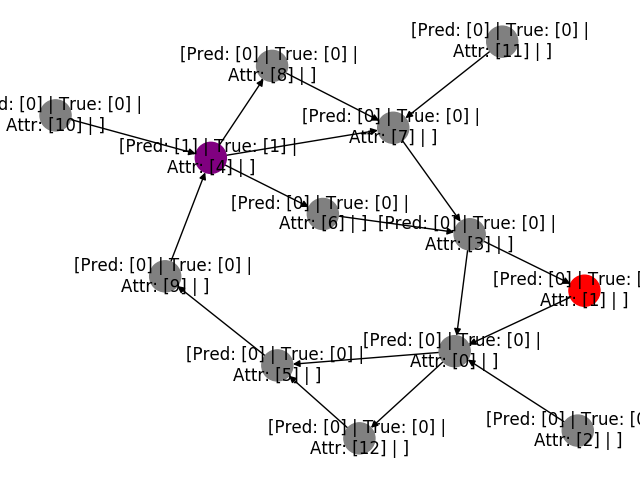 [Pred: [0] | True: [0] |
Attr: [11] | ]
[Pred: [0] | True: [0] |
Attr: [8] | ]
d: [0] | True: [0] |
Attr: [10] | ]
[Pred: [0] | True: [0] |
Attr: [7] | ]
[Pred: [1] | True: [1] |
Attr: [4] | ]
[Pred: [0] | True: [0] |
Attr: [6] | ]
[Pred: [0] | True: [0] |
Attr: [3] | ]
[Pred: [0] | True: [0] |
Attr: [9] | ]
[Pred: [0] | True: [
Attr: [1] | ]
[Pred: [0] | True: [0] |
Attr: [0] | ]
[Pred: [0] | True: [0] |
Attr: [5] | ]
[Pred: [0] | True: [0
Attr: [2] | ]
[Pred: [0] | True: [0] |
Attr: [12] | ]